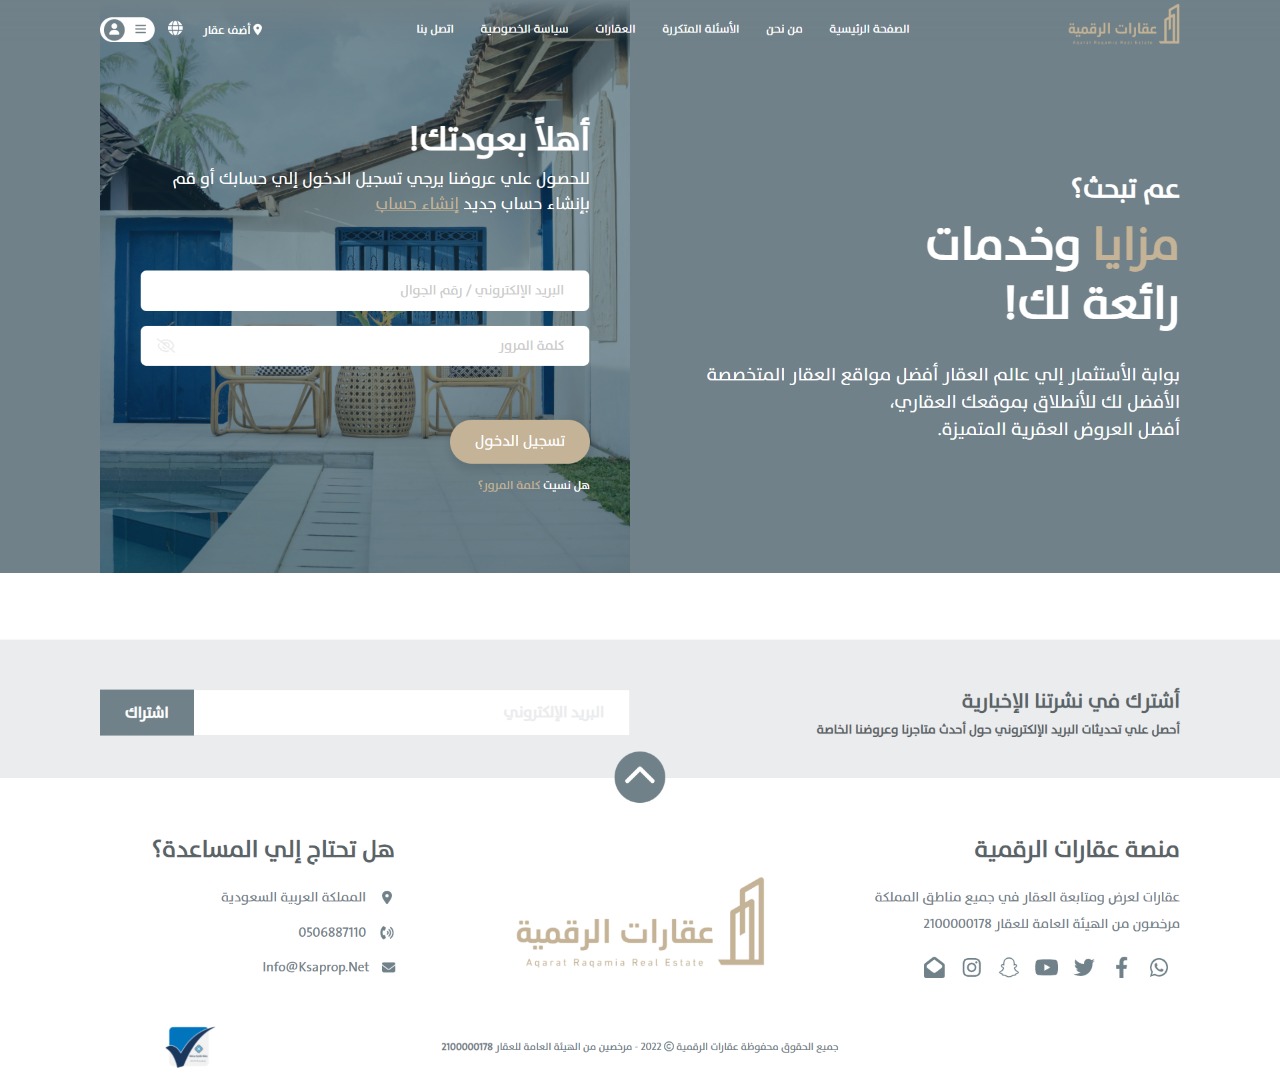 عقارات الرقمية
Aqarat Raqamia Real Estate
الصفحة الرئيسية
من نحن
الأسئلة المتكررة
العقارات
سياسة الخصوصية
اتصل بنا
أضف عقار
عم تبحث؟
مزايا وخدمات
رائعة لك!
بوابة الأستثمار إلي عالم العقار أفضل مواقع العقار المتخصصة
الأفضل لك للأنطلاق بموقعك العقاري،
أفضل العروض العقرية المتميزة.
أهلاً بعودتك!
للحصول علي عروضنا يرجي تسجيل الدخول إلي حسابك أو قم
بإنشاء حساب جديد إنشاء حساب
البريد الإلكتروني / رقم الجوال
كلمة المرور
تسجيل الدخول
هل نسيت كلمة المرور؟
أشترك في نشرتنا الإخبارية
أحصل علي تحديثات البريد الإلكتروني حول أحدث متاجرنا وعروضنا الخاصة
البريد الإلكتروني
اشتراك
منصة عقارات الرقمية
عقارات لعرض ومتابعة العقار في جميع مناطق المملكة
مرخصون من الهيئة العامة للعقار 2100000178
عقارات الرقمية
Aqarat Raqamia Real Estate
هل تحتاج إلي المساعدة؟
المملكة العربية السعودية
0506887110
Info@Ksaprop.Net
جميع الحقوق محفوظة عقارات الرقمية © 2022 - مرخصين من الهيئة العامة للعقار 2100000178